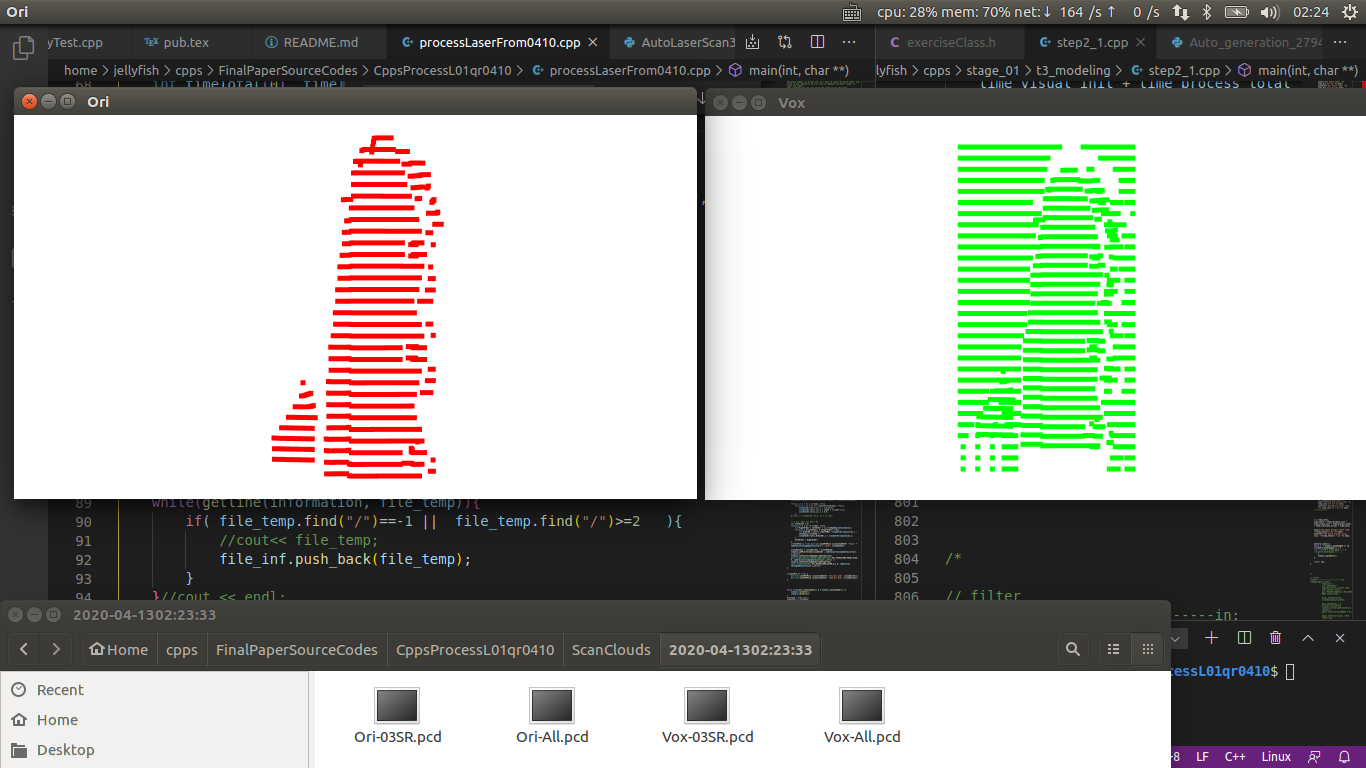 Ori
cpu: 28% mem: 70% net:↓ 164 /s ↑ 0 /s
02:24
yTest.cpp
pub.tex
README.md
processLaserFrom0410.cpp
AutoLaserScan3
exerciseClass.h
step2_1.cpp
Auto_generation_2794
home > jellyfish > cpps > FinalPaperSourceCodes > CppsProcessL01qr0410 > processLaserFrom0410.cpp > main(int, char **)
llyfish > cpps > stage_01 > t3_modeling > step2_1.cpp > main(int, char **)
time_visual_init + time_process_total
Ori
Vox
89 while(getline(information, file_temp)){
90 if( file_temp.find("/")==-1 || file_temp.find("/")>=2 ){
91 //cout<< file_temp;
92 file_inf.push_back(file_temp);
93 }
94 }//cout << endl;
801
802
803
804 /*
805
806 // filter
-----in:
2020-04-1302:23:33
Home
cpps
FinalPaperSourceCodes
CppsProcessL01qr0410
ScanClouds
2020-04-1302:23:33
cessL01qr0410$
Recent
Home
Desktop
Ori-03SR.pcd
Ori-All.pcd
Vox-03SR.pcd
Vox-All.pcd
-8
LF
C++
Linux